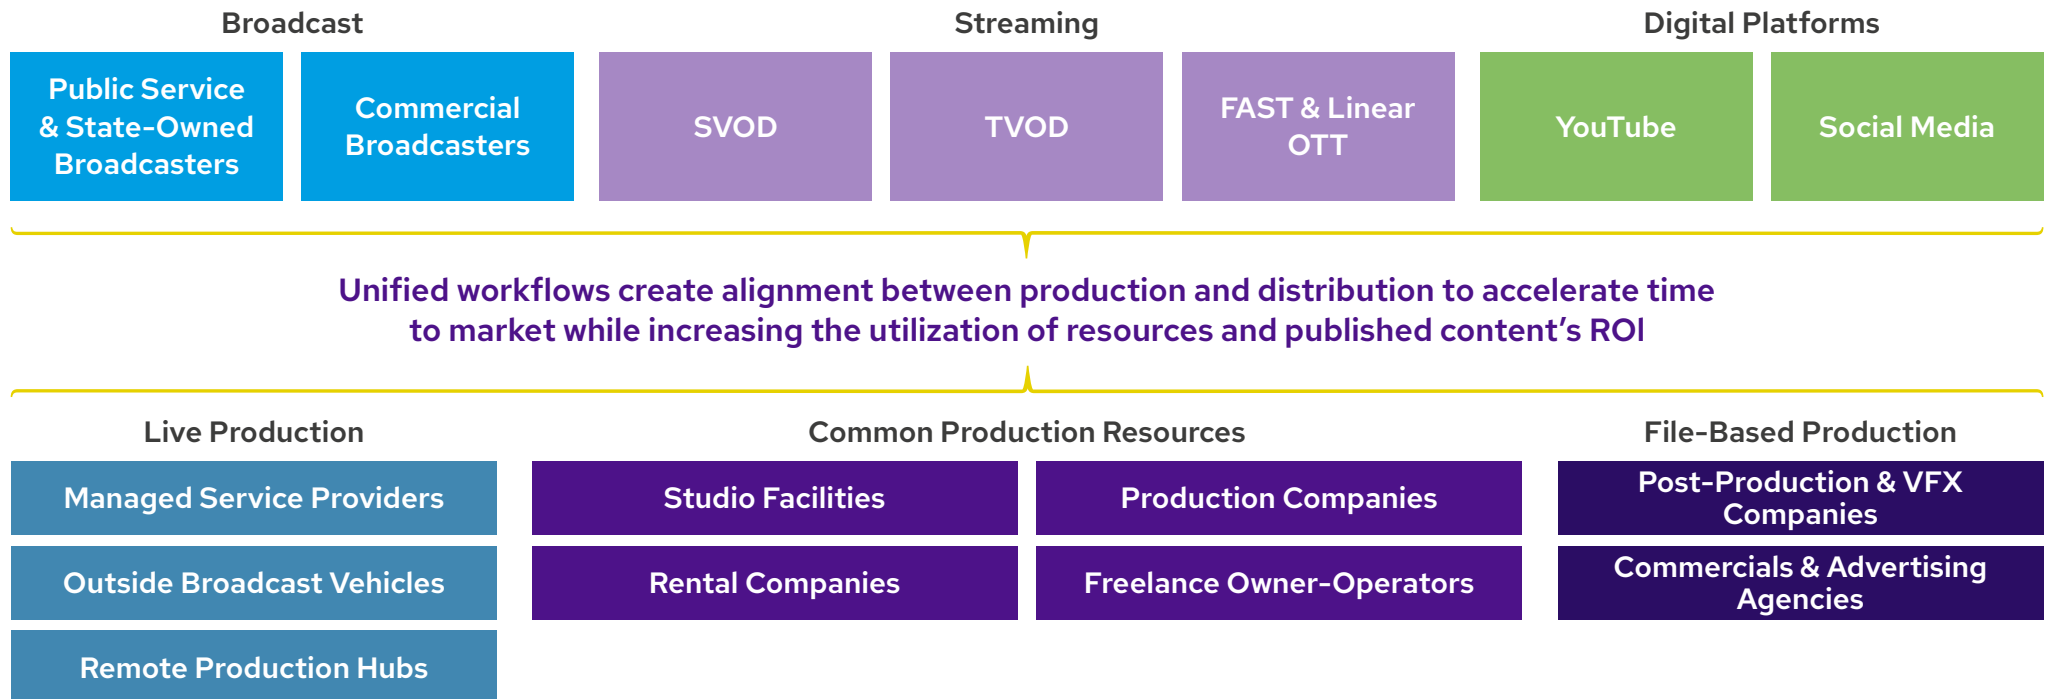 Broadcast
Streaming
Digital Platforms
Public Service
& State-Owned
Broadcasters
Commercial
Broadcasters
SVOD
TVOD
FAST & Linear
OTT
YouTube
Social Media
Unified workflows create alignment between production and distribution to accelerate time
to market while increasing the utilization of resources and published content’s ROI
Live Production
Common Production Resources
File-Based Production
Managed Service Providers
Studio Facilities
Production Companies
Post-Production & VFX
Companies
Outside Broadcast Vehicles
Rental Companies
Freelance Owner-Operators
Commercials & Advertising
Agencies
Remote Production Hubs